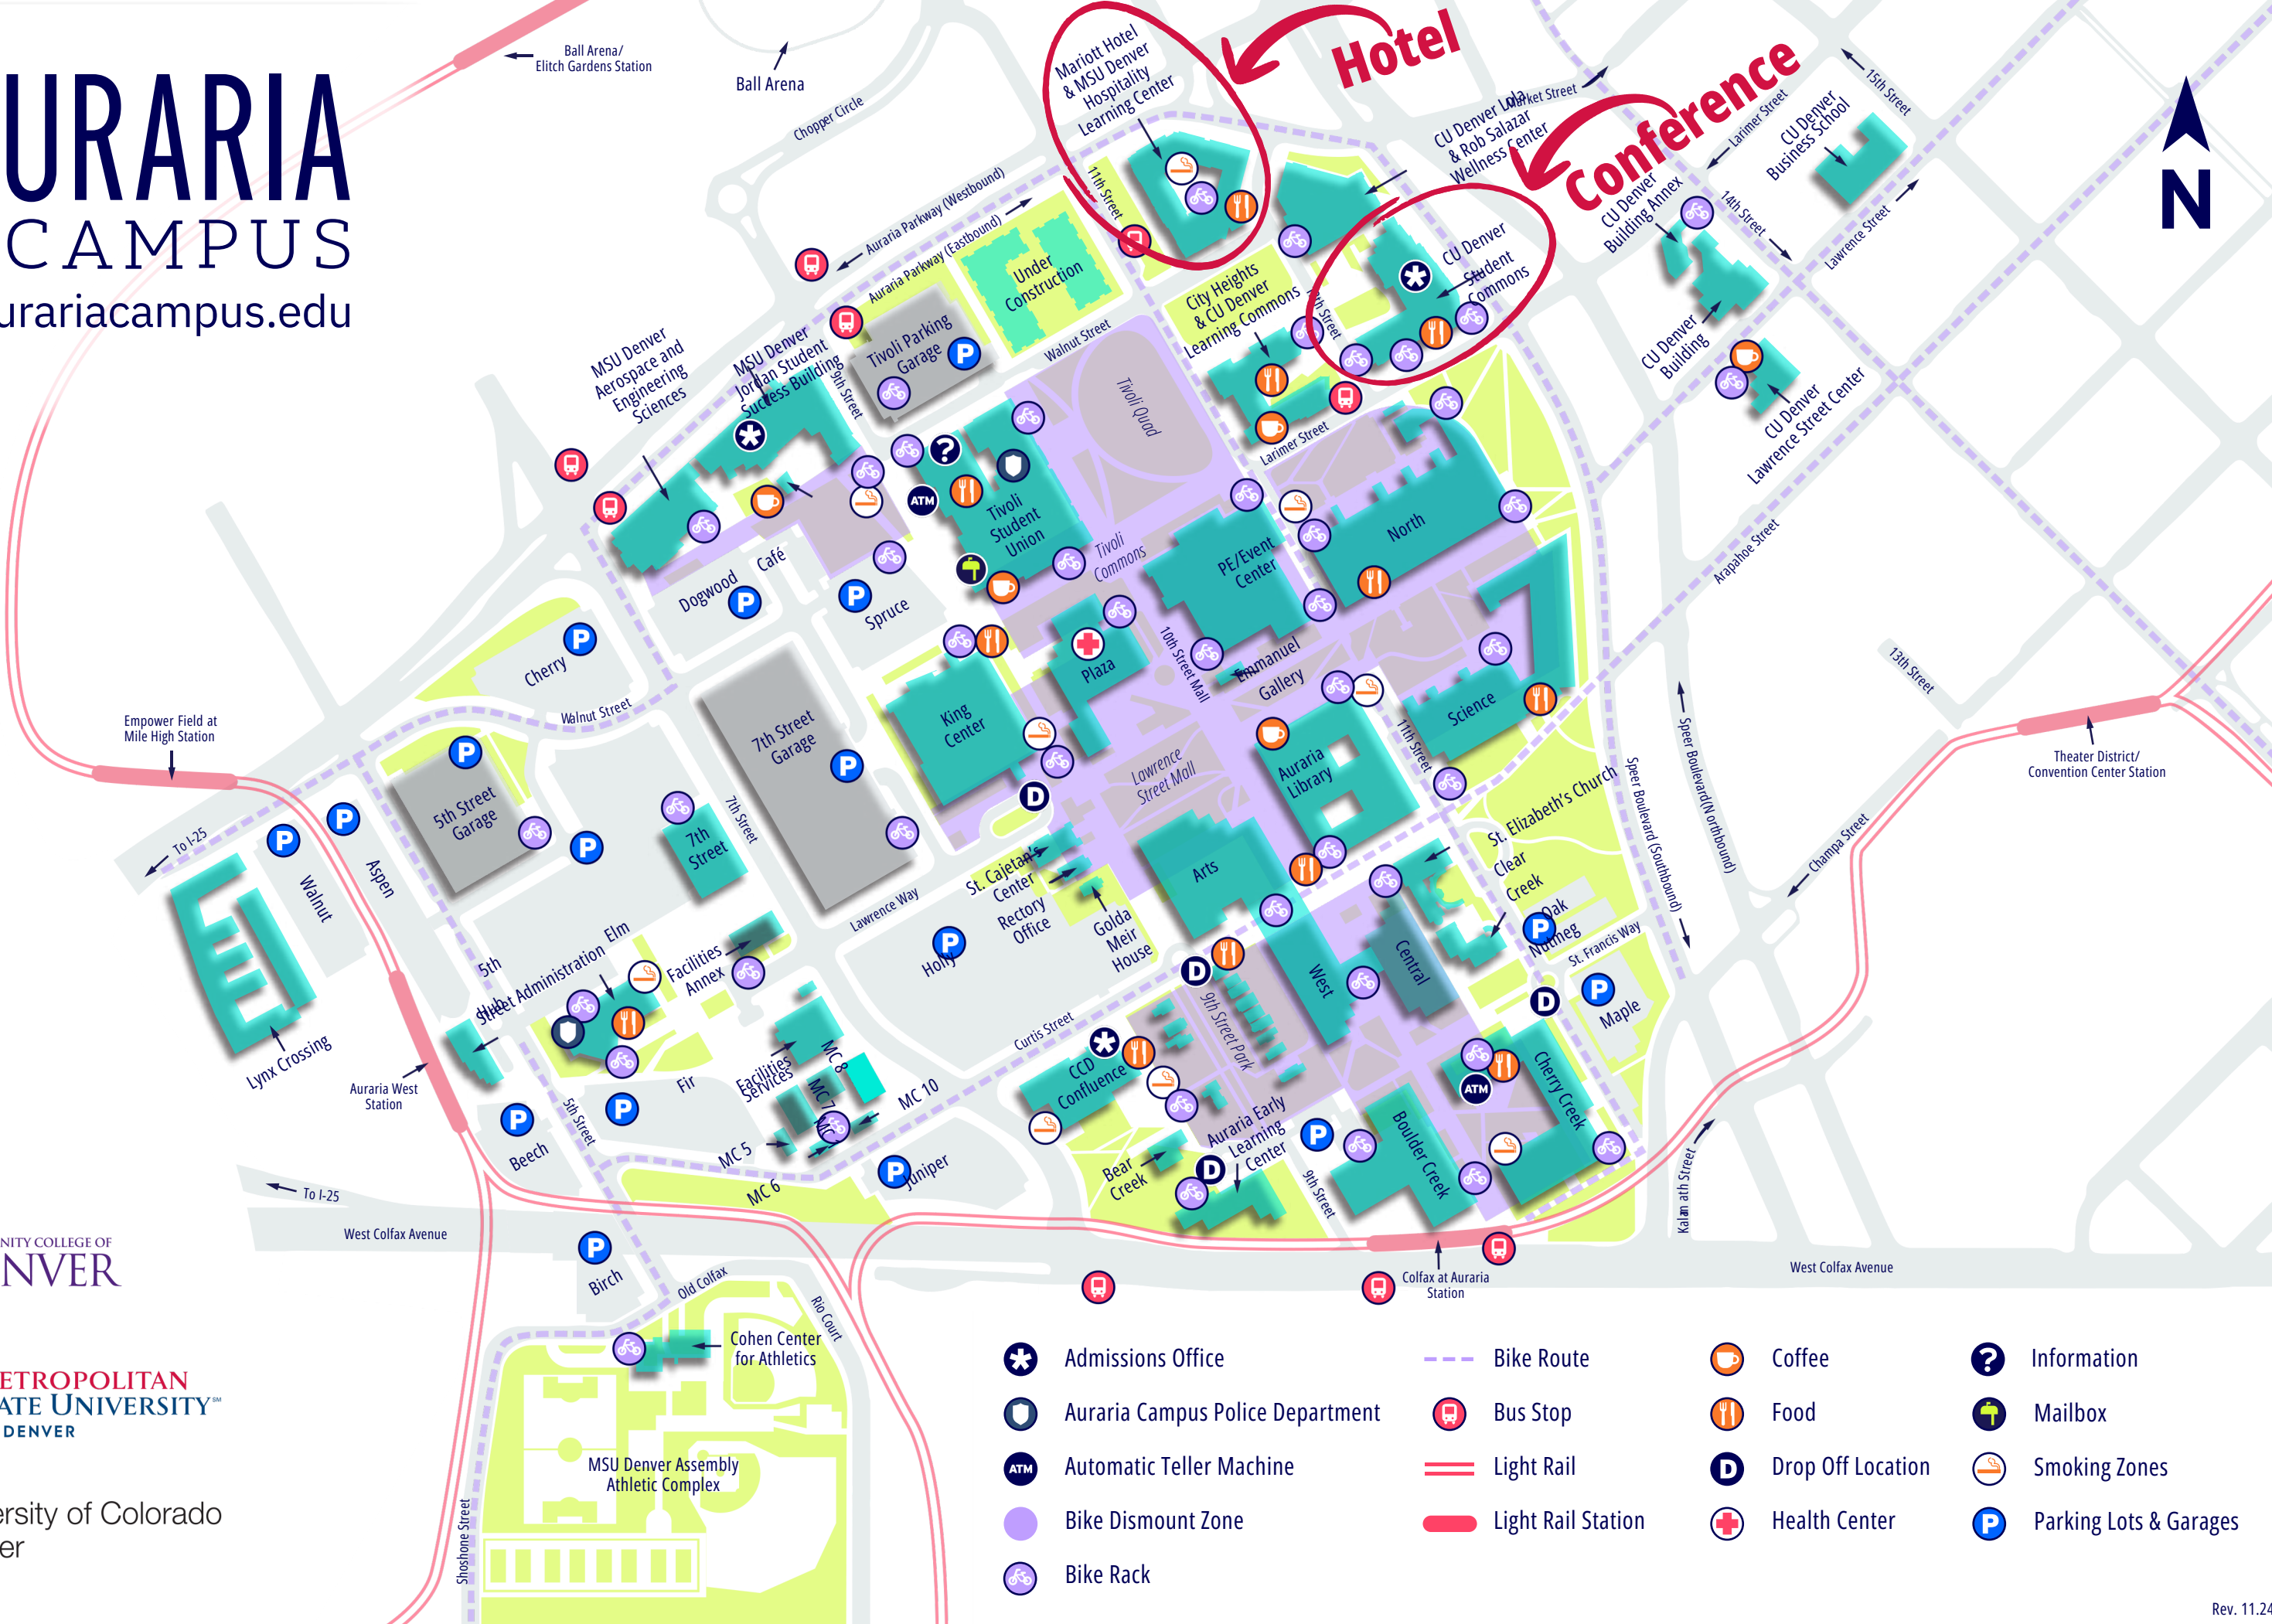 URARIA
CAMPUS
urariacampus.edu
Ball Arena/
Elitch Gardens Station
Ball Arena
Chopper Circle
Mariott Hotel
& MSU Denver
Hospitality
Learning Center
Hotel
Conference
CU Denver Lola
& Rob Salazar
Wellness Center
Market Street
Larimer Street
15th Street
CU Denver
Business School
CU Denver
Building Annex
14th Street
Lawrence Street
N
Auraria Parkway (Westbound)
Auraria Parkway (Eastbound)
11th Street
Under
Construction
City Heights
& CU Denver
Learning Commons
CU Denver
Student
Commons
CU Denver
Building
CU Denver
Lawrence Street Center
Arapahoe Street
MSU Denver
Aerospace and
Engineering
Sciences
MSU Denver
Jordan Student
Success Building
9th Street
Tivoli Parking
Garage
P
Walnut Street
Tivoli Quad
Larimer Street
?
ATM
Tivoli
Student
Union
Tivoli
Commons
PE/Event
Center
North
Dogwood
P
Café
P
Spruce
Cherry
P
Walnut Street
Plaza
10th Street Mall
Emmanuel
Gallery
Science
11th Street
13th Street
Empower Field at
Mile High Station
To I-25
P
5th Street
Garage
7th Street
Garage
P
King
Center
D
Lawrence
Street Mall
Auraria
Library
St. Elizabeth's Church
Speer Boulevard (Southbound)
Speer Boulevard(Northbound)
Theater District/
Convention Center Station
Champa Street
P
Walnut
P
Aspen
P
7th
Street
7th Street
Lawrence Way
St. Cajetan's
Center
Rectory
Office
Golda
Meir
House
Arts
Clear
Creek
Oak
P
Nutmeg
St. Francis Way
P
Maple
D
Lynx Crossing
Auraria West
Station
5th
Street Administration
Hub
Elm
Facilities
Annex
P
Holly
D
West
Central
9th Street Park
Curtis Street
CCD
Confluence
Cherry Creek
ATM
Boulder Creek
Auraria Early
Learning
Center
P
D
Bear
Creek
9th Street
P
Beech
5th Street
P
Fir
Facilities
Services
MC 8
MC 7
MC 10
MC 5
MC 6
P
Juniper
To I-25
West Colfax Avenue
P
Birch
Old Colfax
Rio Court
Colfax at Auraria
Station
West Colfax Avenue
Cohen Center
for Athletics
MSU Denver Assembly
Athletic Complex
Shoshone Street
NITY COLLEGE OF
NVER
ETROPOLITAN
ATE UNIVERSITY℠
DENVER
ersity of Colorado
er
Admissions Office
Auraria Campus Police Department
ATM
Automatic Teller Machine
Bike Dismount Zone
Bike Rack
Bike Route
Bus Stop
Light Rail
Light Rail Station
Coffee
Food
D
Drop Off Location
Health Center
?
Information
Mailbox
Smoking Zones
P
Parking Lots & Garages
Rev. 11.24